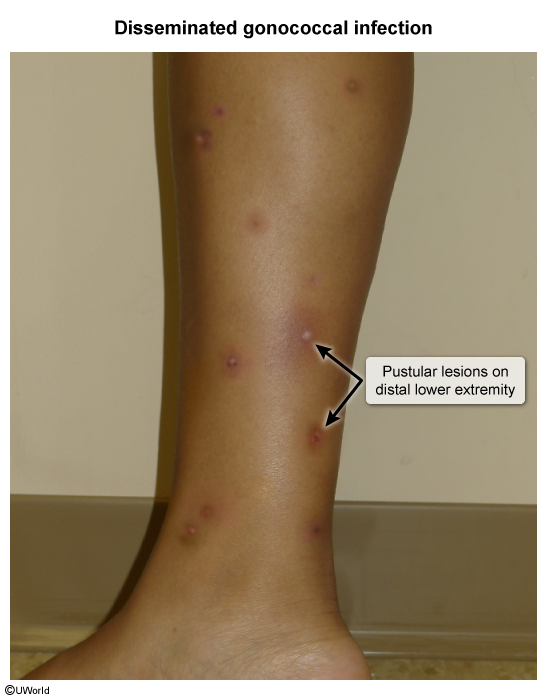 Disseminated gonococcal infection
Pustular lesions on
distal lower extremity
©UWorld